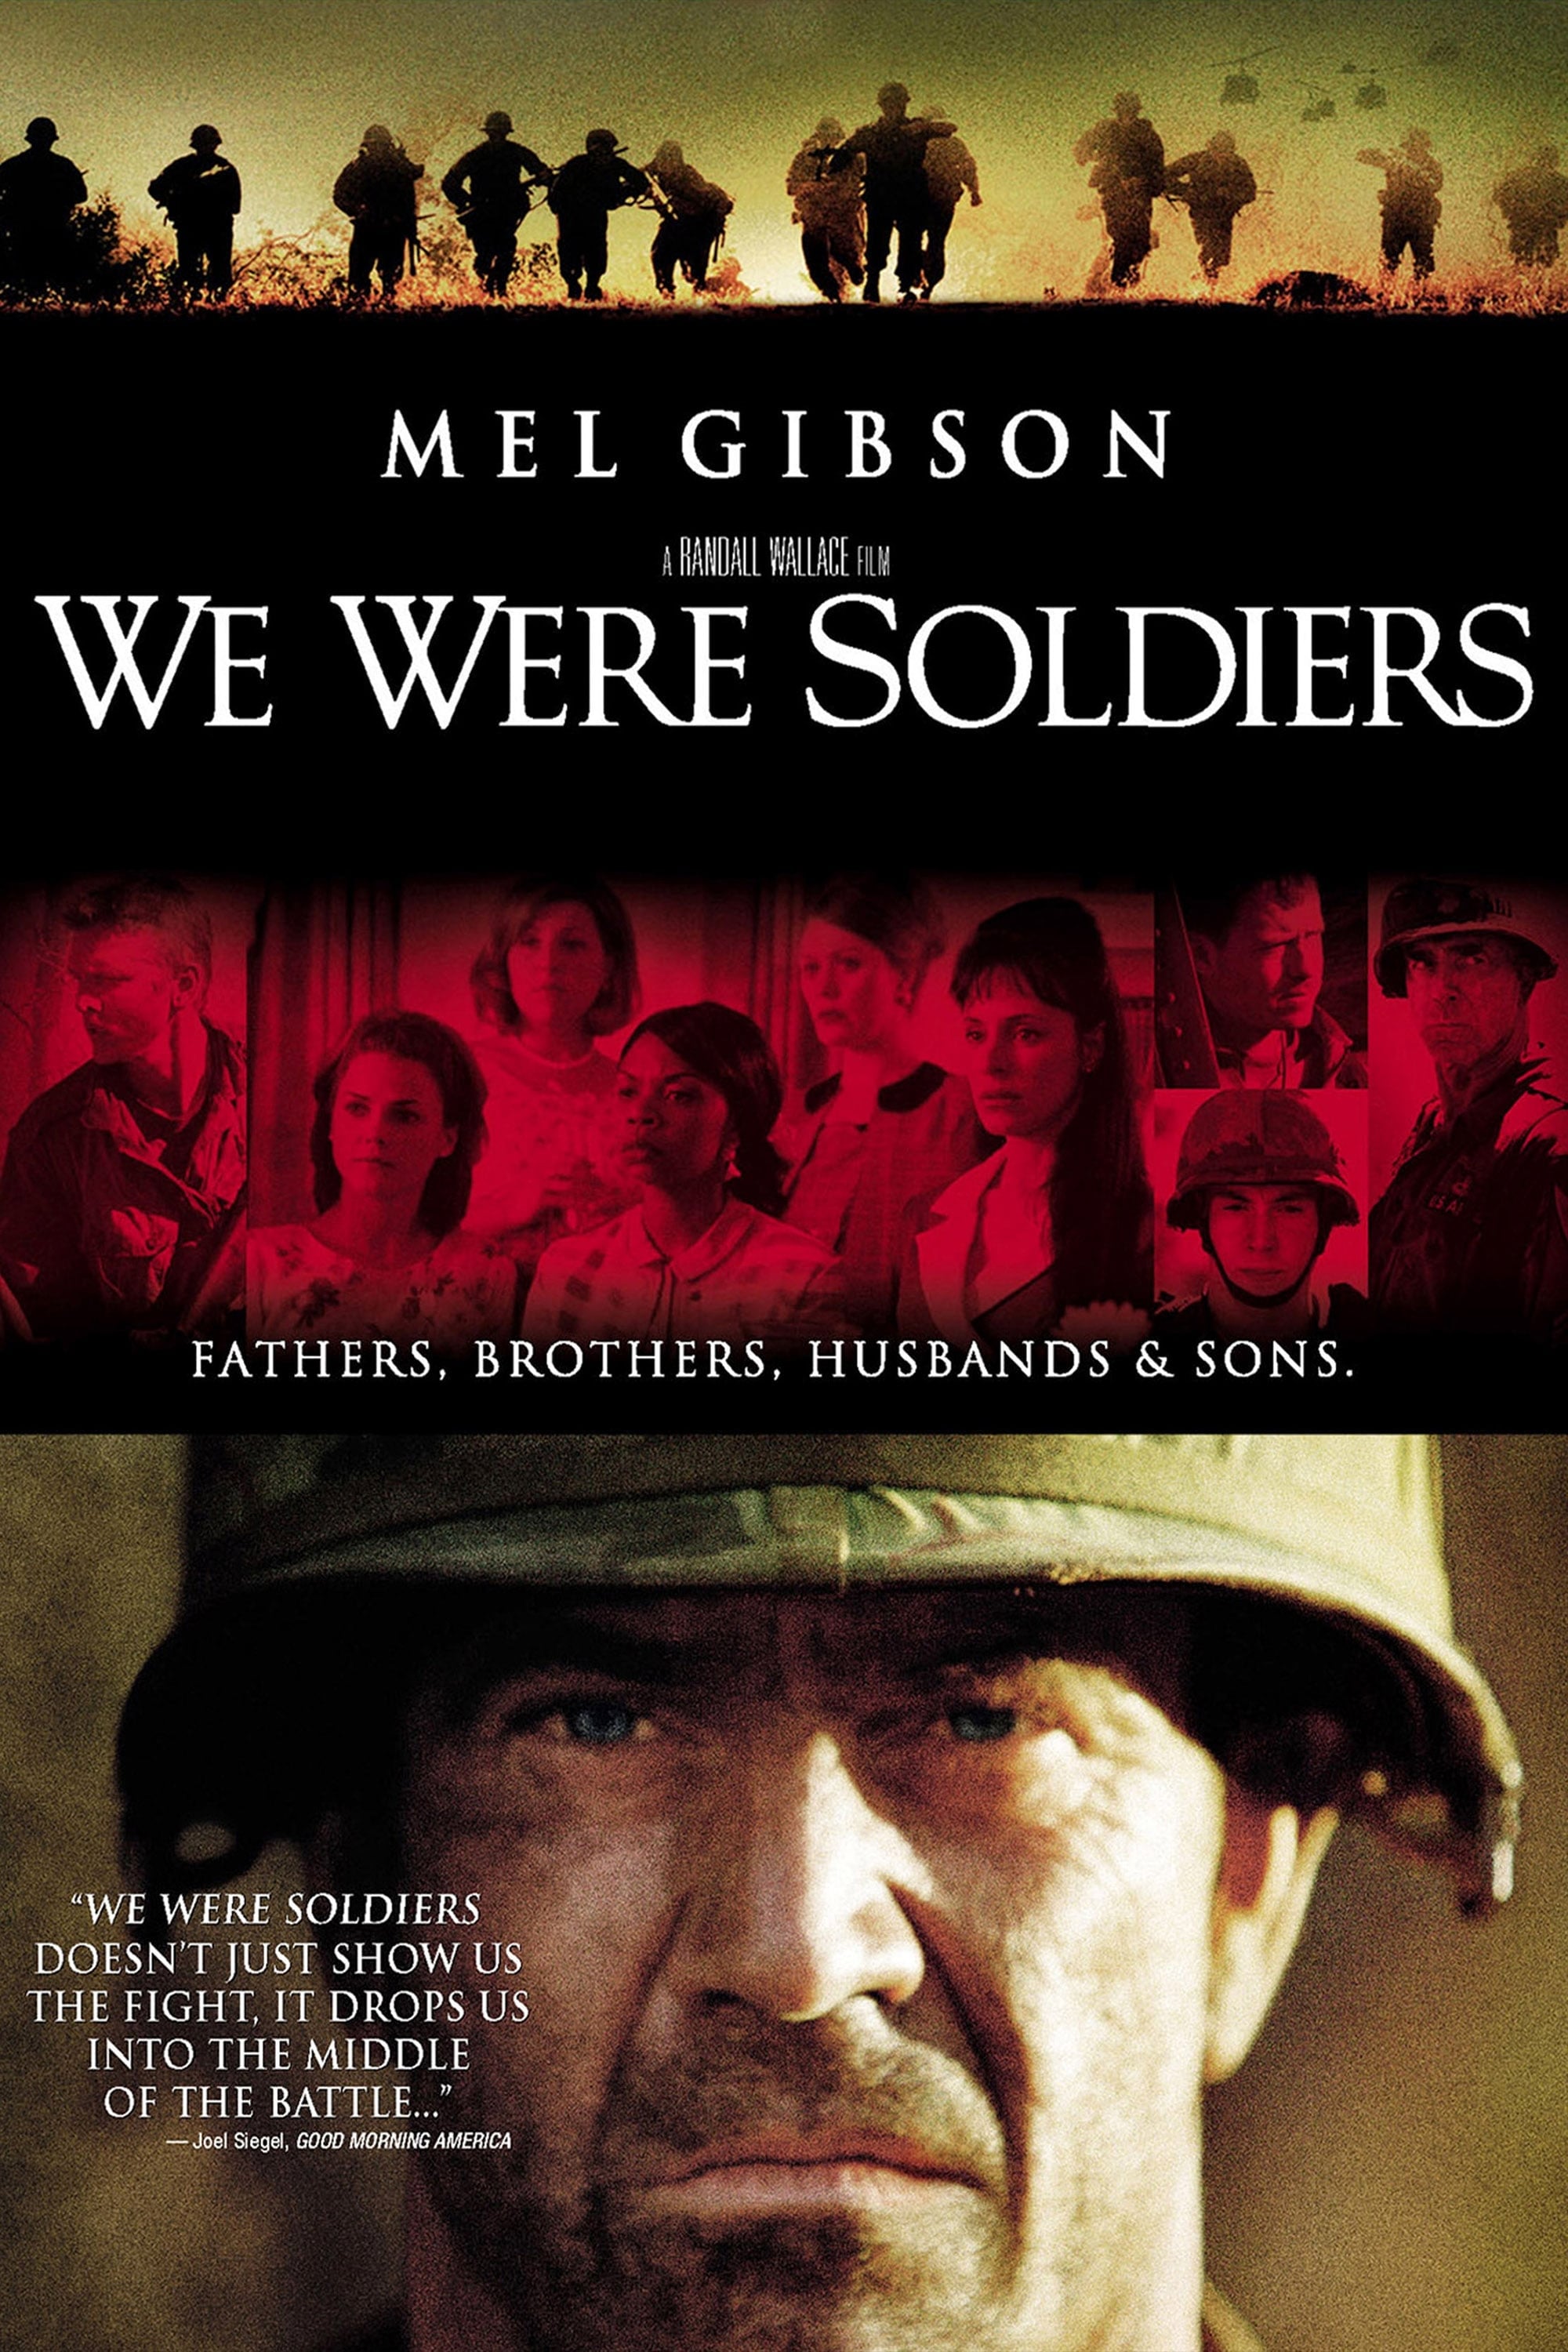 MEL GIBSON
A RANDALL WALLACE FILM
WE WERE SOLDIERS
FATHERS, BROTHERS, HUSBANDS & SONS.
“WE WERE SOLDIERS
DOESN’T JUST SHOW US
THE FIGHT, IT DROPS US
INTO THE MIDDLE
OF THE BATTLE...”
— Joel Siegel, GOOD MORNING AMERICA